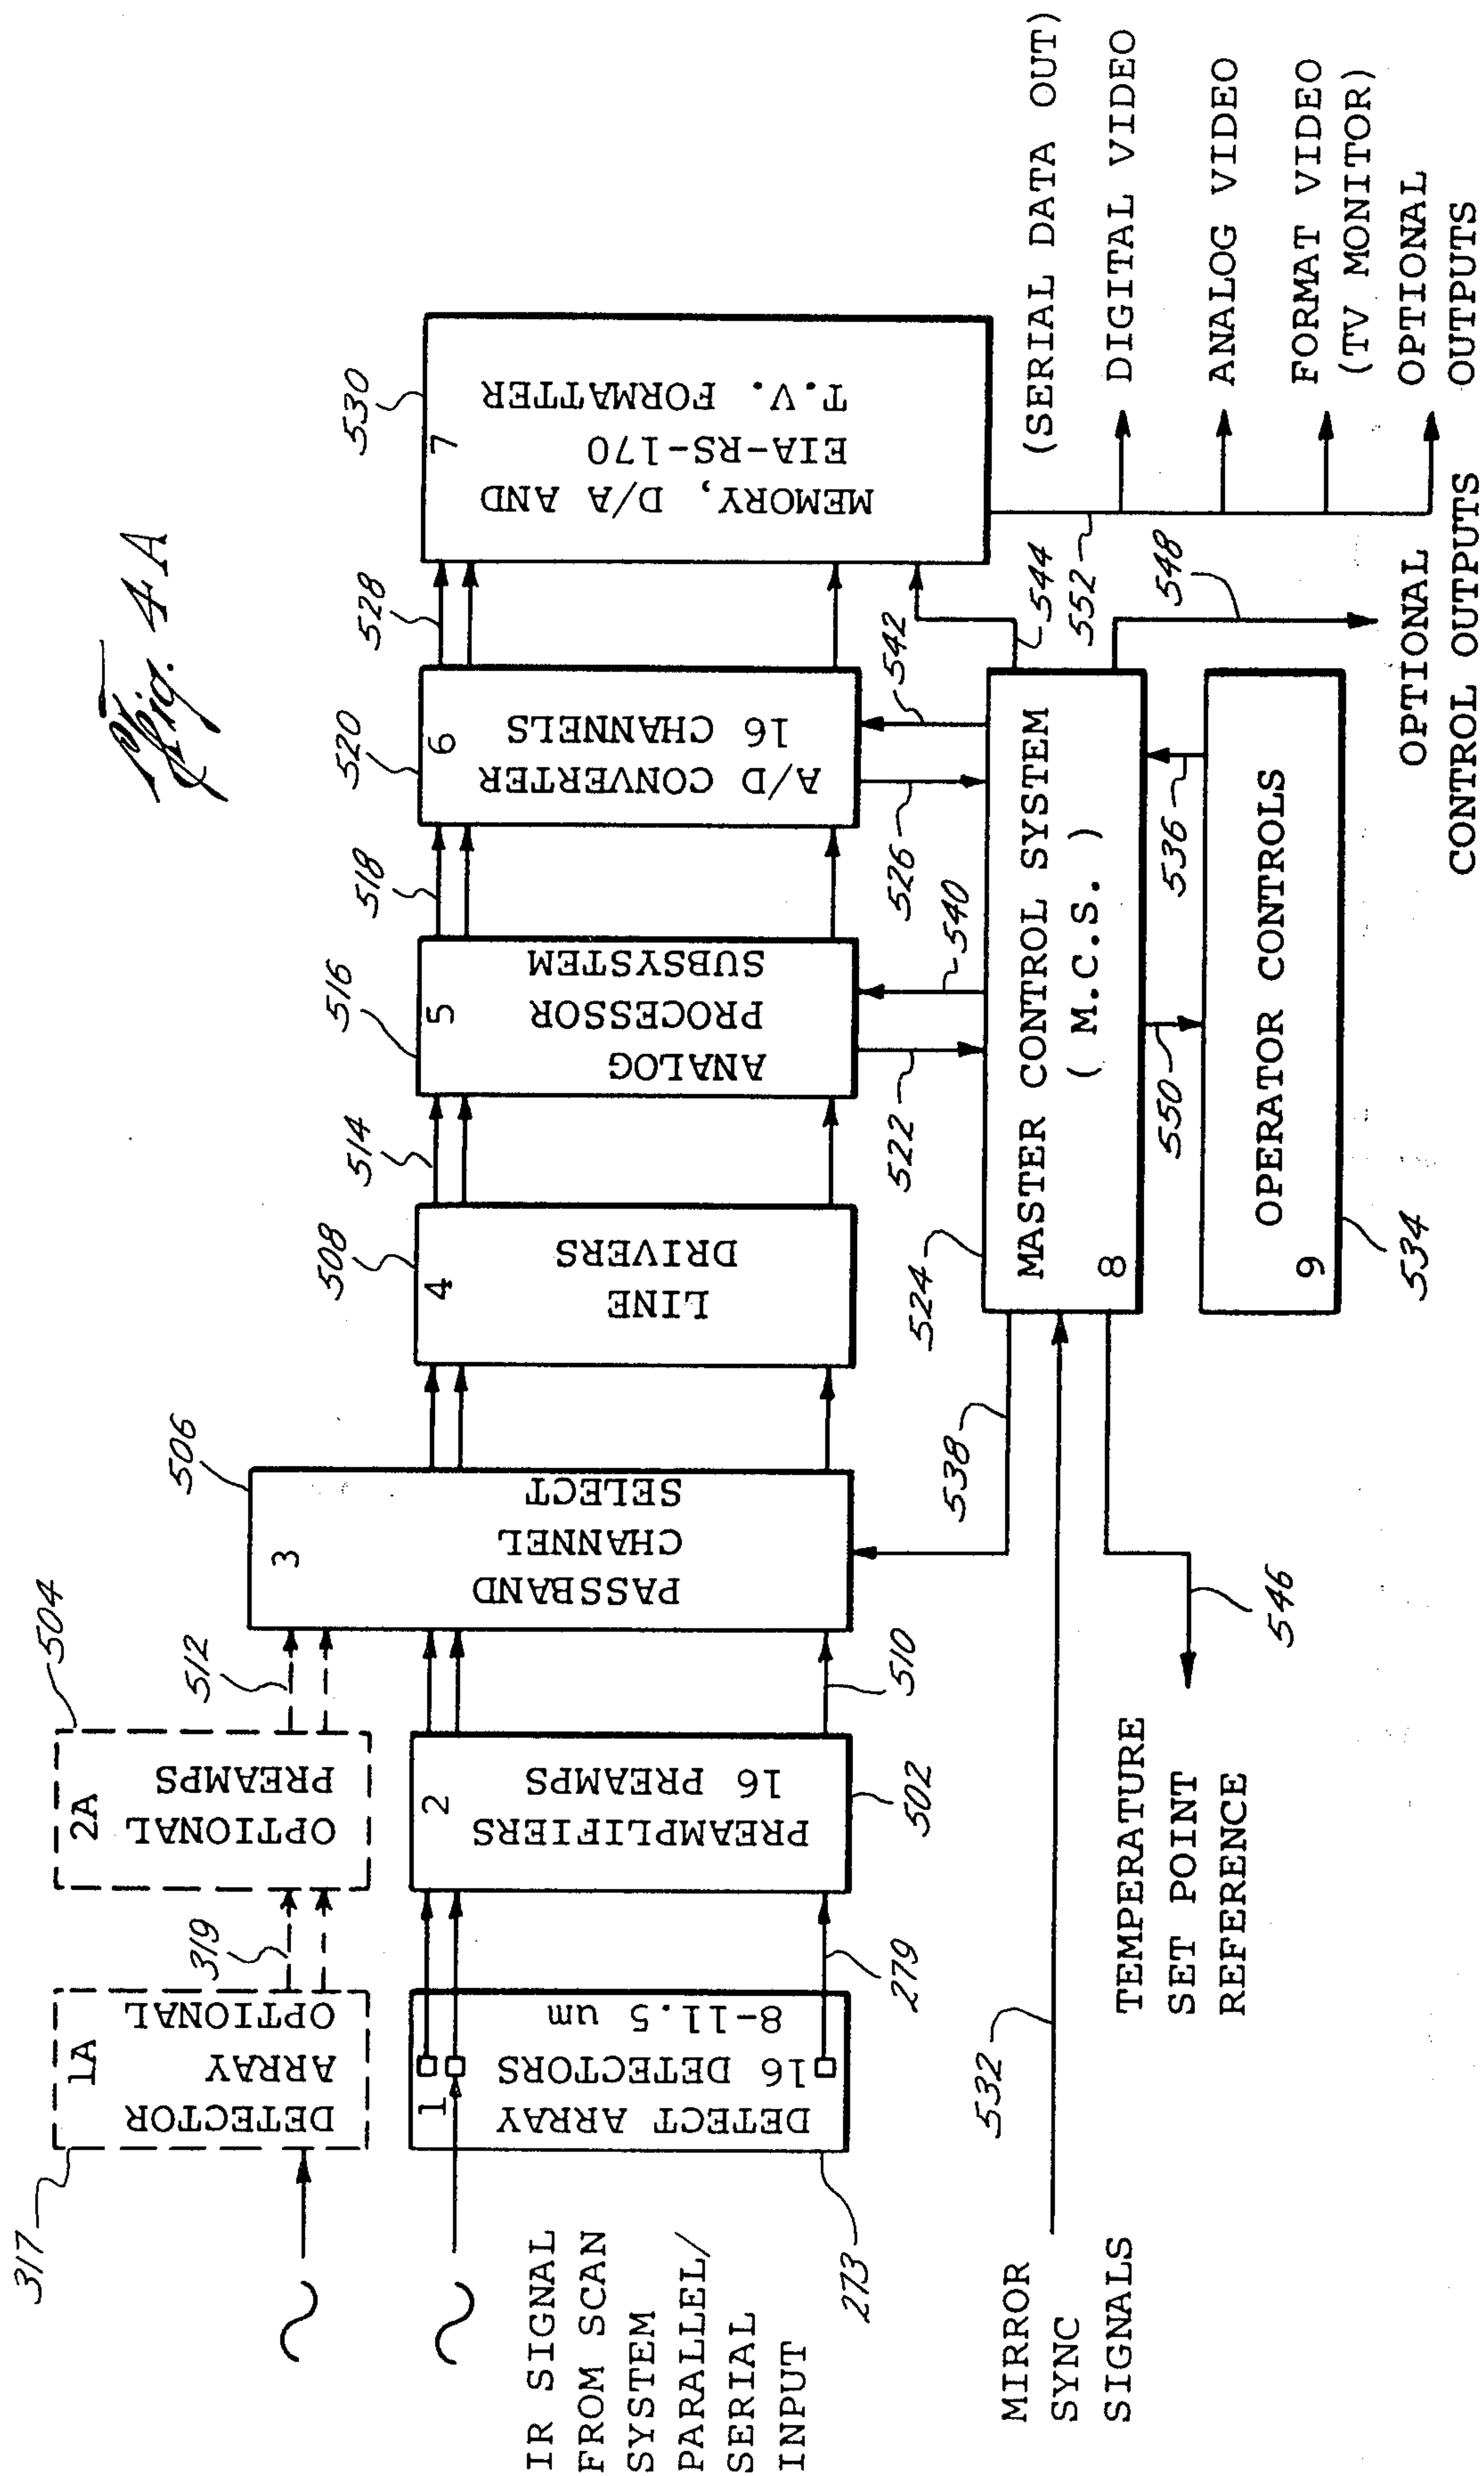 Fig. 4A
317
1A
DETECTOR
ARRAY
OPTIONAL
319
504
2A
OPTIONAL
PREAMPS
512
506
3
PASSBAND
CHANNEL
SELECT
508
4
LINE
DRIVERS
514
516
5
ANALOG
PROCESSOR
SUBSYSTEM
518
520
6
A/D CONVERTER
16 CHANNELS
528
530
7
MEMORY, D/A AND
EIA-RS-170
T.V. FORMATTER
1
DETECT ARRAY
16 DETECTORS
8-11.5 um
279
2
PREAMPLIFIERS
16 PREAMPS
502
510
IR SIGNAL
FROM SCAN
SYSTEM
PARALLEL/
SERIAL
INPUT
273
522
540
526
542
544
538
524
MASTER CONTROL SYSTEM
( M.C.S. )
8
552
548
MIRROR
SYNC
SIGNALS
532
TEMPERATURE
SET POINT
REFERENCE
546
550
536
OPERATOR CONTROLS
9
534
(SERIAL DATA OUT)
DIGITAL VIDEO
ANALOG VIDEO
FORMAT VIDEO
(TV MONITOR)
OPTIONAL
OUTPUTS
OPTIONAL
CONTROL OUTPUTS